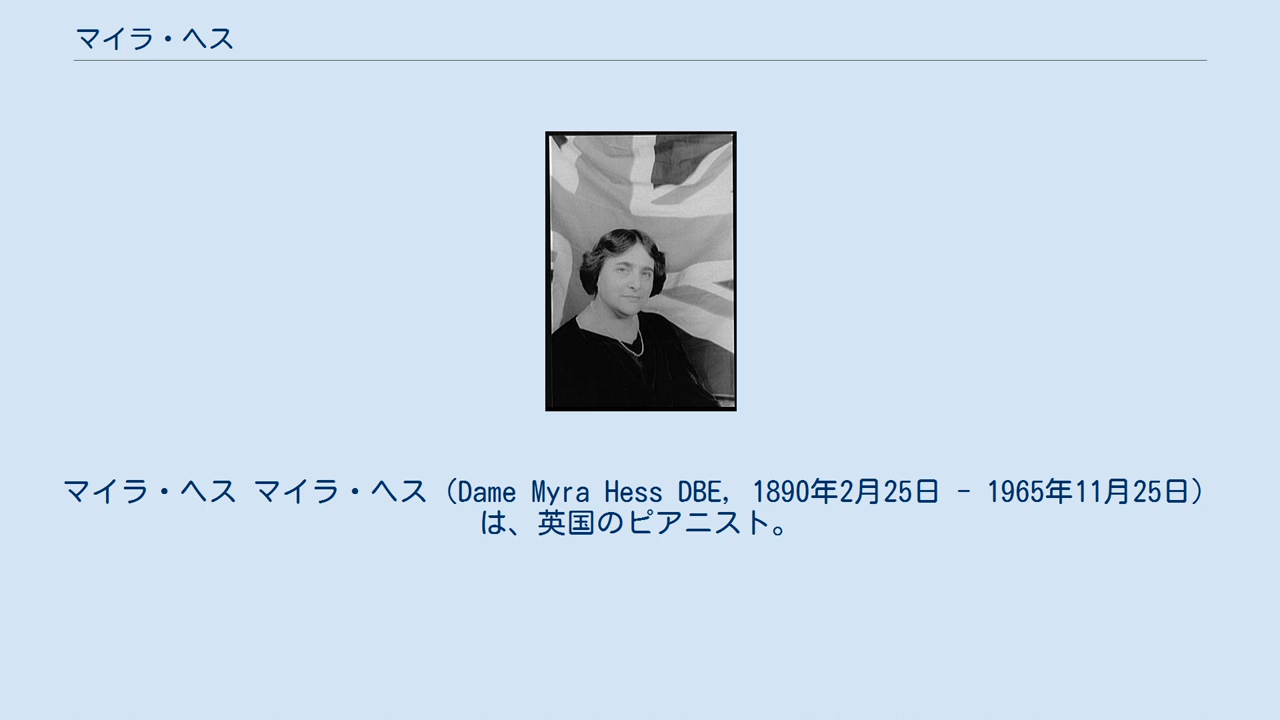 マイラ・ヘス
マイラ・ヘス マイラ・ヘス（Dame Myra Hess DBE, 1890年2月25日 - 1965年11月25日）
は、英国のピアニスト。